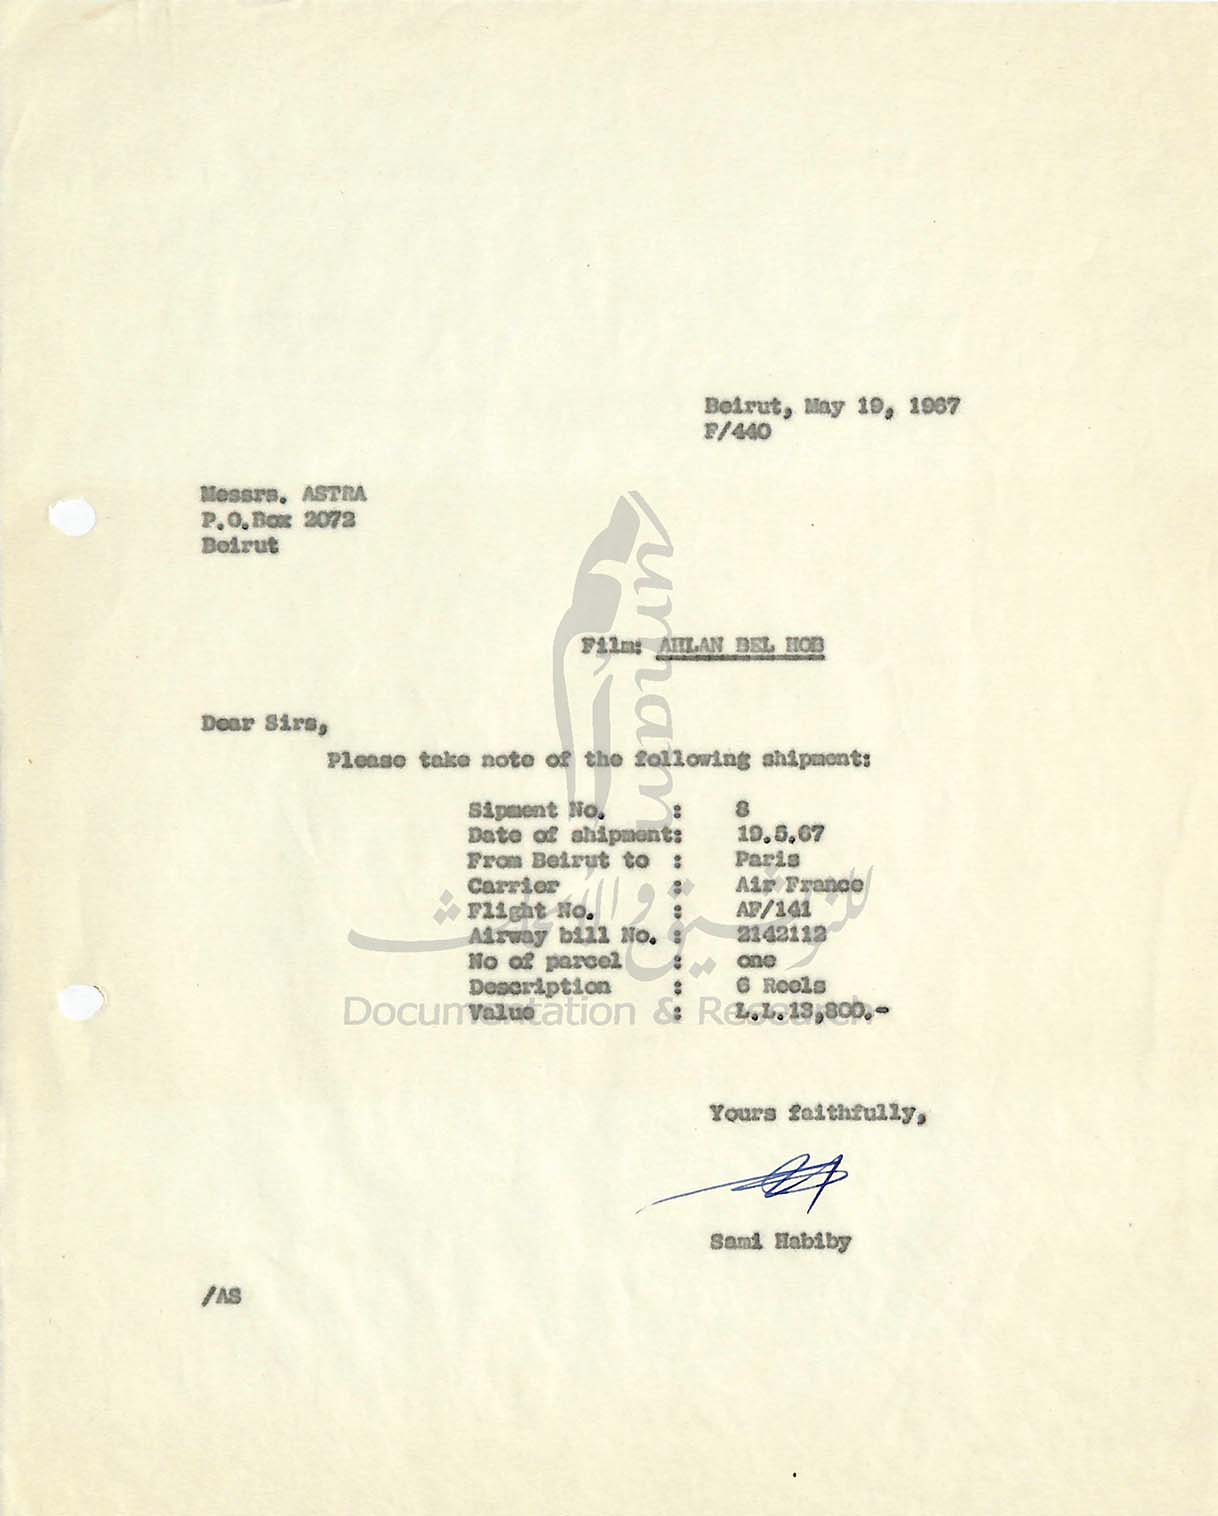 Beirut, May 19, 1967
F/440
Messrs. ASTRA
P.O.Box 2072
Beirut
Film: AHLAN BEL HOB
Dear Sirs,
Please take note of the following shipment:
Sipment No. : 8
Date of shipment: 19.5.67
From Beirut to : Paris
Carrier : Air France
Flight No. : AF/141
Airway bill No. : 2142112
No of parcel : one
Description : 6 Reels
Value : L.L.13,800.-
Yours faithfully,
Sami Habiby
/AS
umam
للتوثيق والأبحاث
Documentation & Research